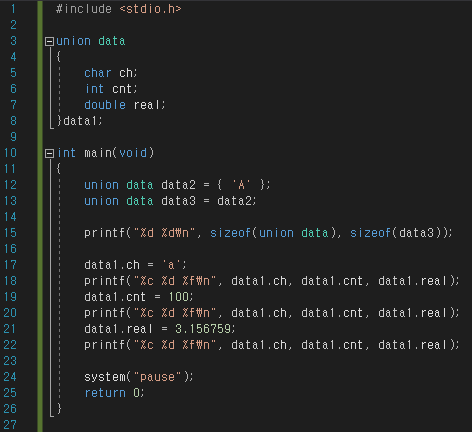 1 #include <stdio.h>
2
3 union data
4 {
5 char ch;
6 int cnt;
7 double real;
8 }data1;
9
10 int main(void)
11 {
12 union data data2 = { 'A' };
13 union data data3 = data2;
14
15 printf("%d %d₩n", sizeof(union data), sizeof(data3));
16
17 data1.ch = 'a';
18 printf("%c %d %f₩n", data1.ch, data1.cnt, data1.real);
19 data1.cnt = 100;
20 printf("%c %d %f₩n", data1.ch, data1.cnt, data1.real);
21 data1.real = 3.156759;
22 printf("%c %d %f₩n", data1.ch, data1.cnt, data1.real);
23
24 system("pause");
25 return 0;
26 }
27